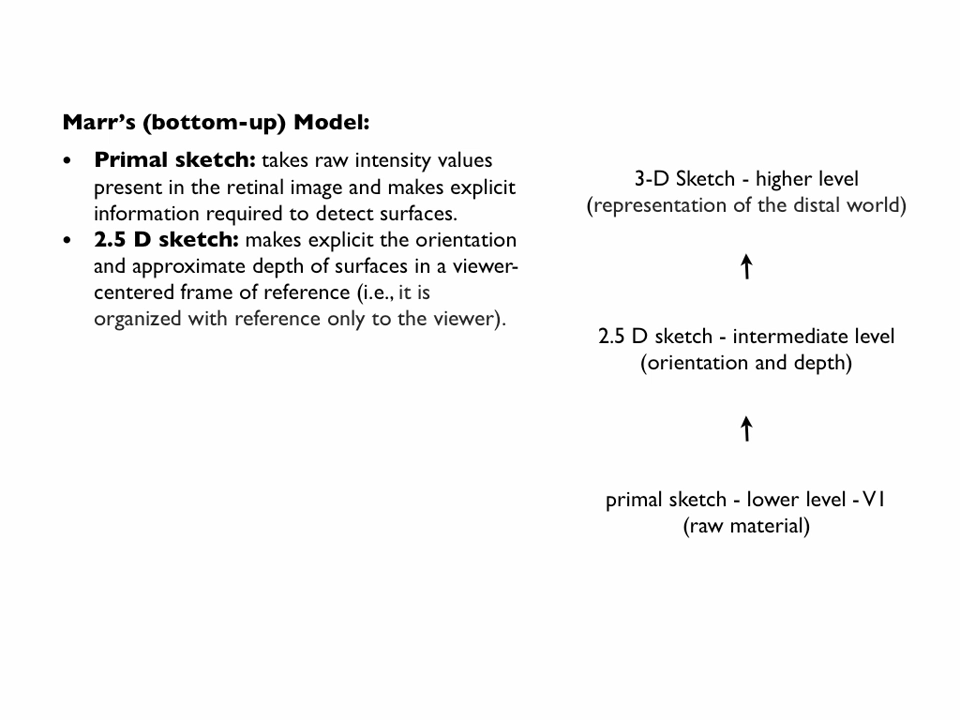 Marr's (bottom-up) Model:
• Primal sketch: takes raw intensity values
present in the retinal image and makes explicit
information required to detect surfaces.
• 2.5 D sketch: makes explicit the orientation
and approximate depth of surfaces in a viewer-
centered frame of reference (i.e., it is
organized with reference only to the viewer).
3-D Sketch - higher level
(representation of the distal world)
2.5 D sketch - intermediate level
(orientation and depth)
primal sketch - lower level - V1
(raw material)